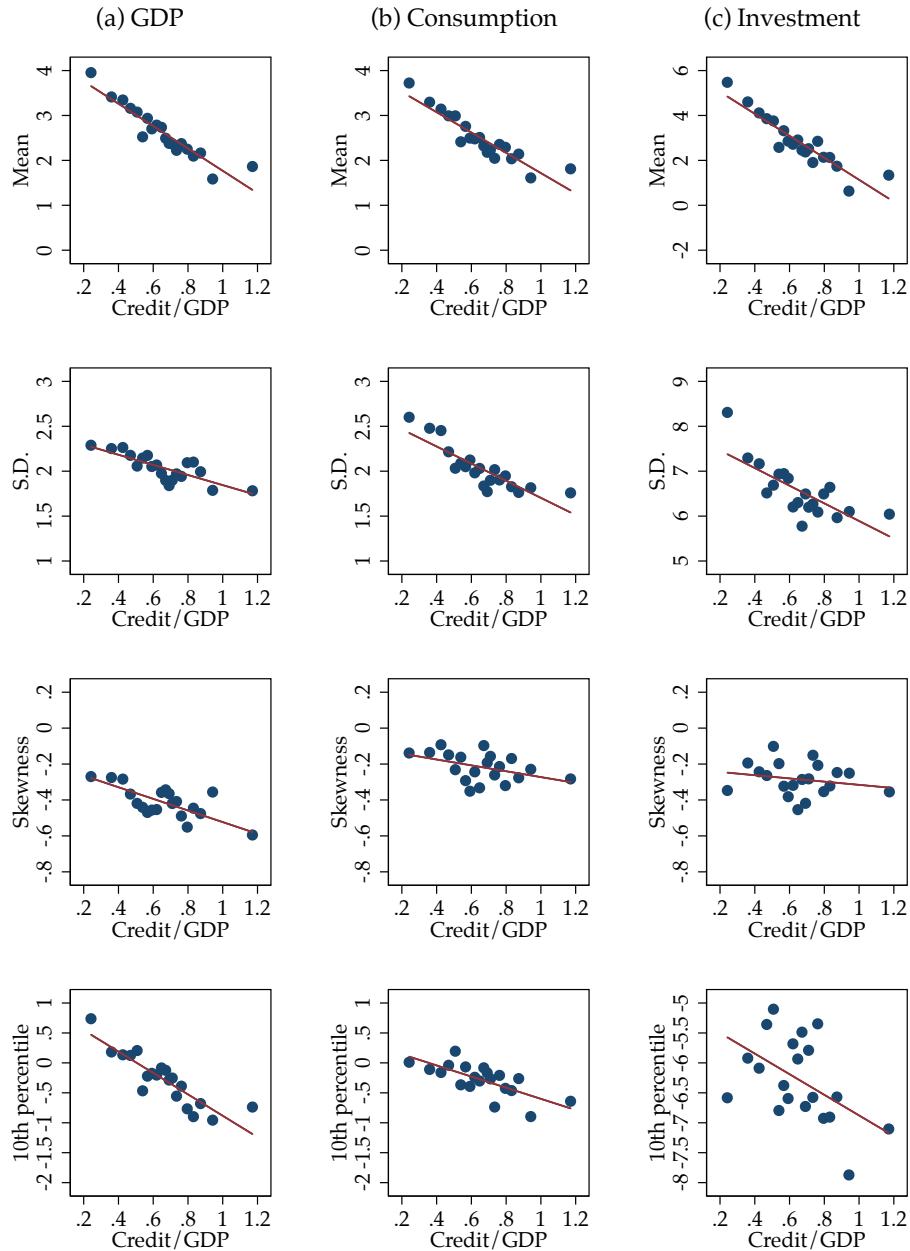 (a) GDP (b) Consumption (c) Investment
Mean
0 1 2 3 4
.2 .4 .6 .8 1 1.2
Credit/GDP
Mean
0 1 2 3 4
.2 .4 .6 .8 1 1.2
Credit/GDP
Mean
-2 0 2 4 6
.2 .4 .6 .8 1 1.2
Credit/GDP
S.D.
1 1.5 2 2.5 3
.2 .4 .6 .8 1 1.2
Credit/GDP
S.D.
1 1.5 2 2.5 3
.2 .4 .6 .8 1 1.2
Credit/GDP
S.D.
5 6 7 8 9
.2 .4 .6 .8 1 1.2
Credit/GDP
Skewness
-.8 -.6 -.4 -.2 0 .2
.2 .4 .6 .8 1 1.2
Credit/GDP
Skewness
-.8 -.6 -.4 -.2 0 .2
.2 .4 .6 .8 1 1.2
Credit/GDP
Skewness
-.8 -.6 -.4 -.2 0 .2
.2 .4 .6 .8 1 1.2
Credit/GDP
10th percentile
-2 -1.5 -1 -.5 0 .5 1
.2 .4 .6 .8 1 1.2
Credit/GDP
10th percentile
-2 -1.5 -1 -.5 0 .5 1
.2 .4 .6 .8 1 1.2
Credit/GDP
10th percentile
-8 -7.5 -7 -6.5 -6 -5.5 -5
.2 .4 .6 .8 1 1.2
Credit/GDP